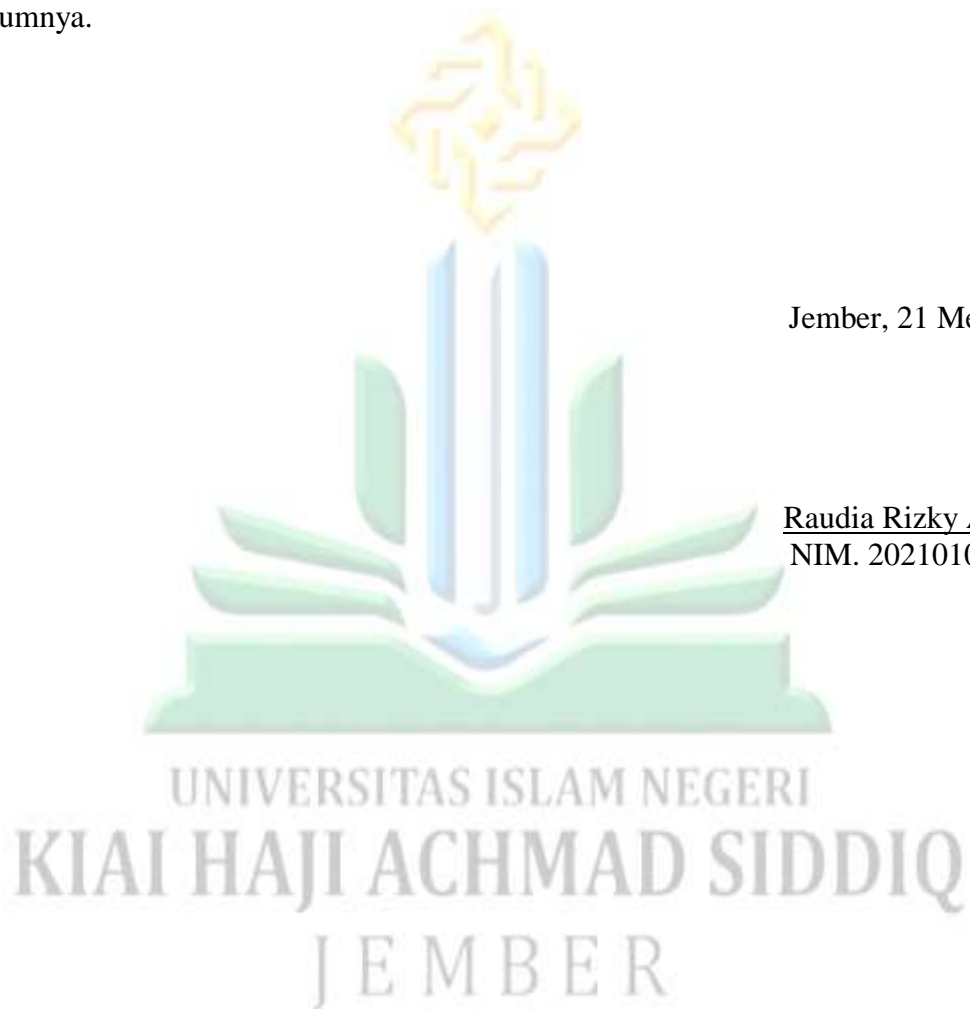 umnya.
Jember, 21 Me
Raudia Rizky A
NIM. 2021010
UNIVERSITAS ISLAM NEGERI
KIAI HAJI ACHMAD SIDDIQ
JEMBER